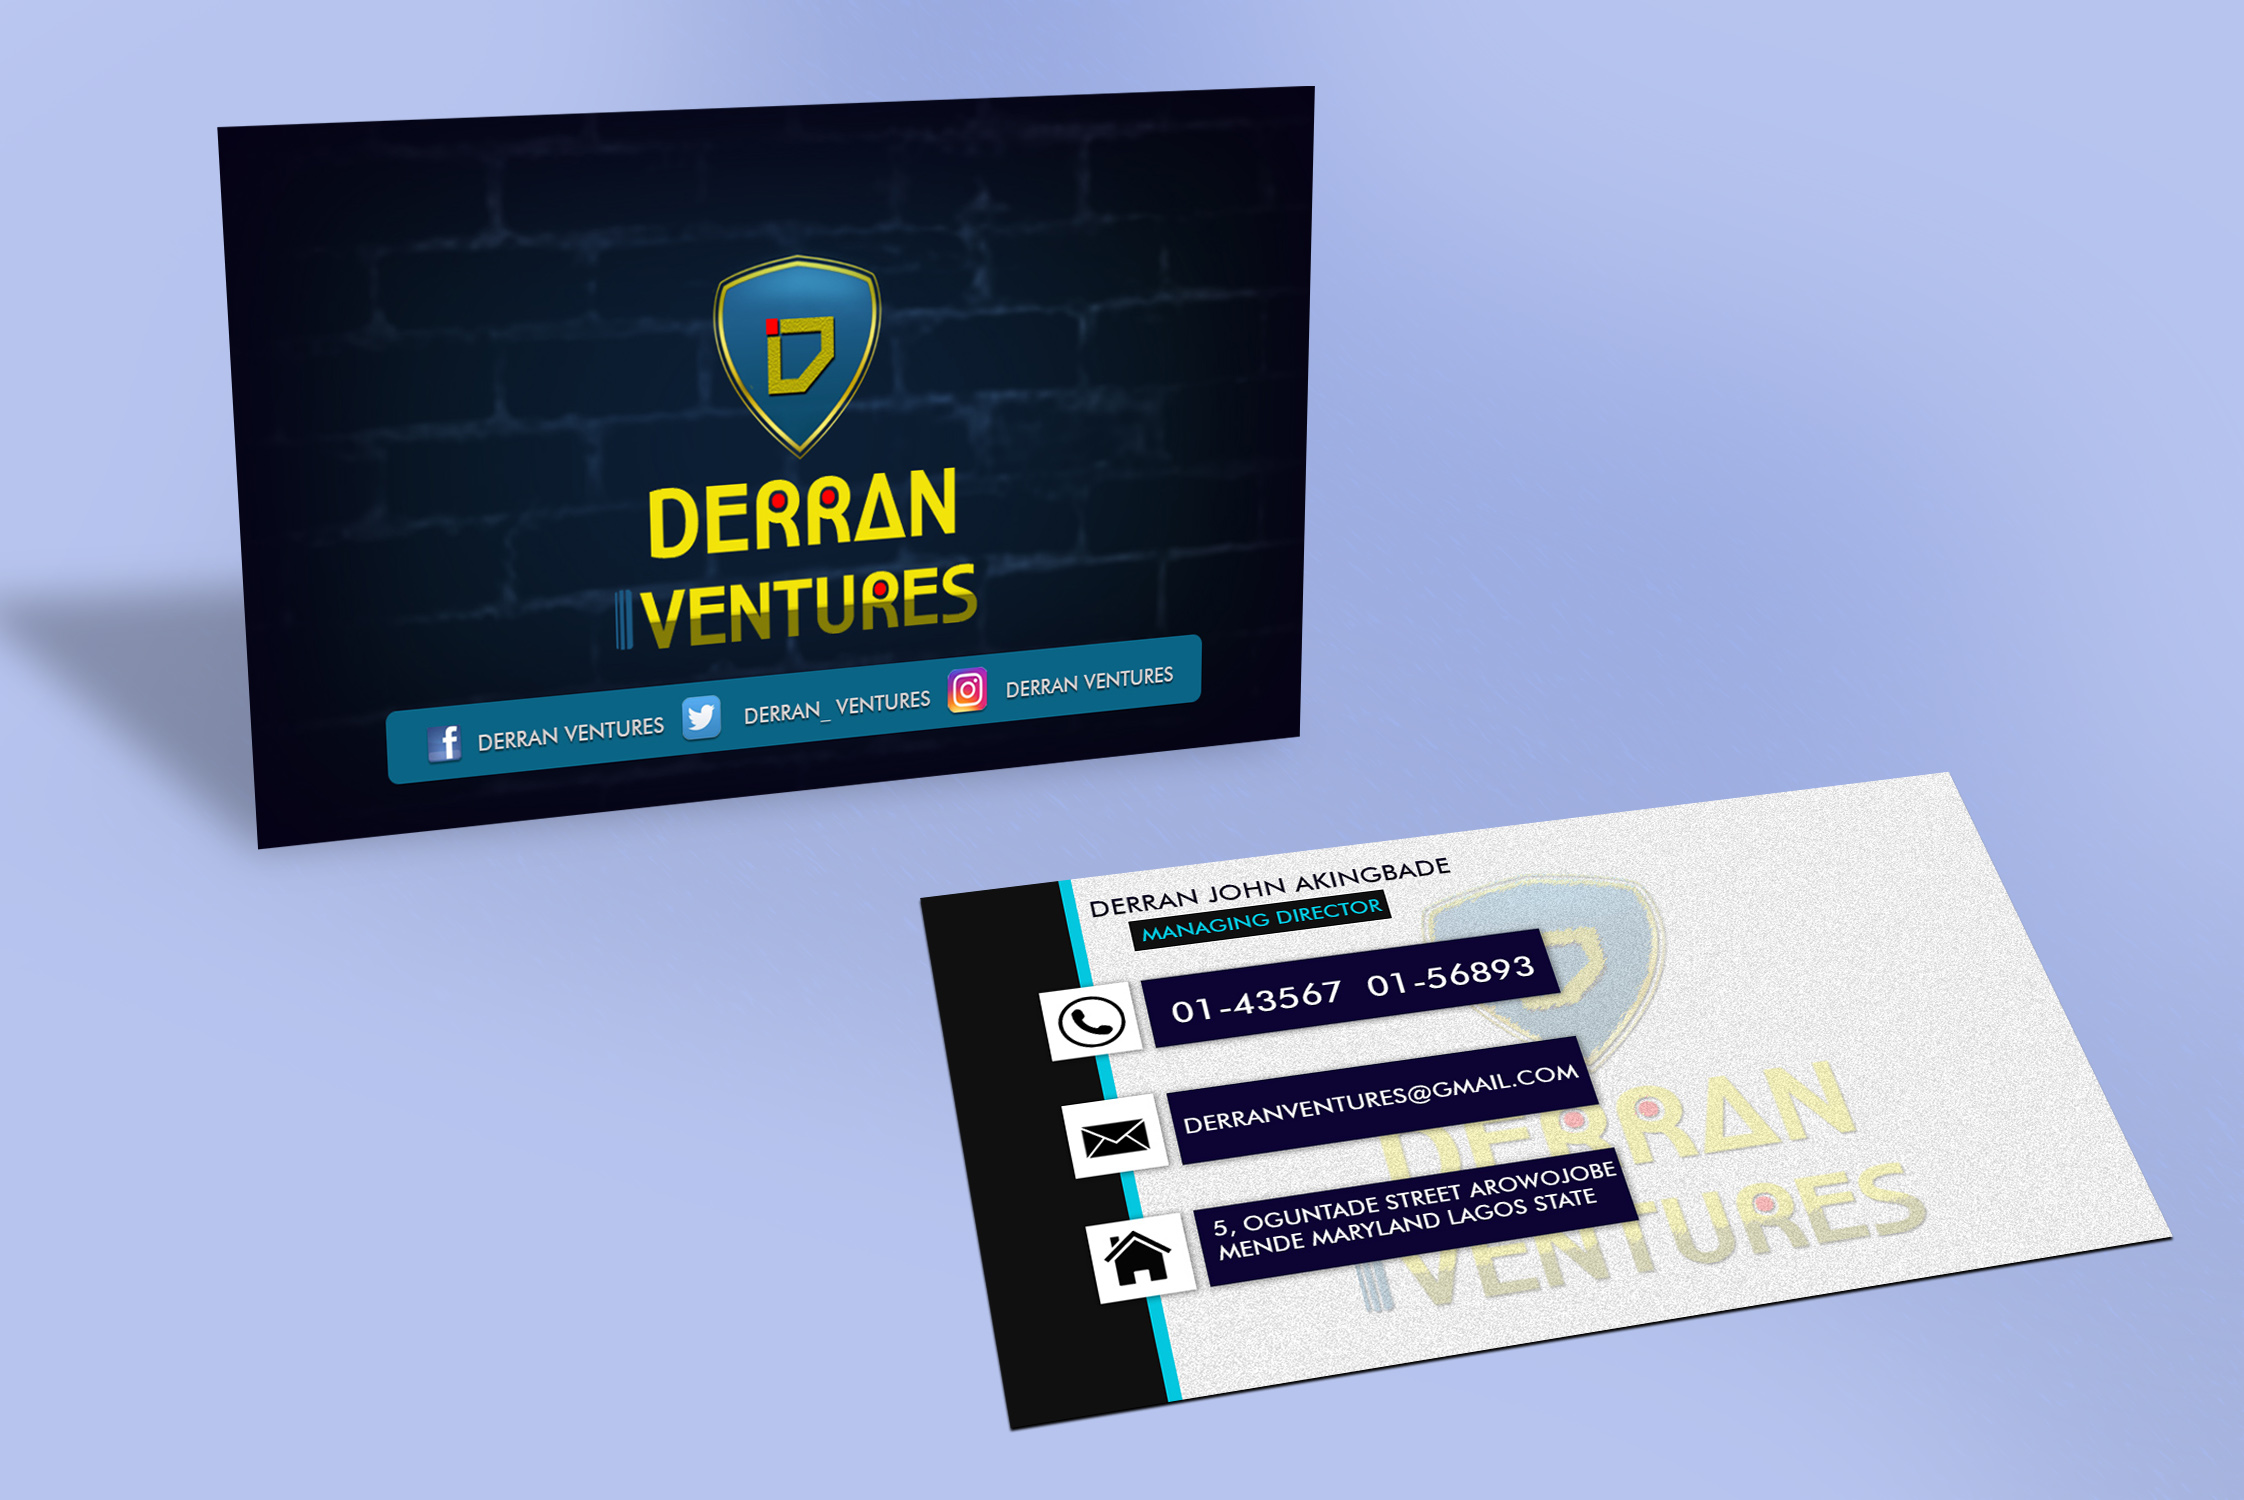 DERRAN
VENTURES
DERRAN VENTURES
DERRAN_ VENTURES
DERRAN VENTURES
DERRAN JOHN AKINGBADE
MANAGING DIRECTOR
01-43567 01-56893
DERRANVENTURES@GMAIL.COM
5, OGUNTADE STREET AROWOJOBE
MENDE MARYLAND LAGOS STATE
DERRAN
VENTURES